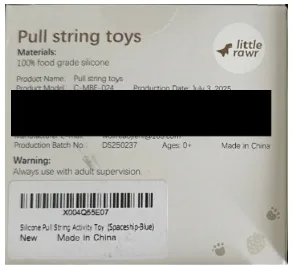 Pull string toys
little
rawr
Materials:
100% food grade silicone
Product Name: Pull string toys
Product Model: C-MBE-024 Production Date: July 3, 2025
Production Batch No.: DS250237 Ages: 0+ Made in China
Warning:
Always use with adult supervision
X004Q55E07
Silicone Pull String Activity Toy (Spaceship-Blue)
New Made in China